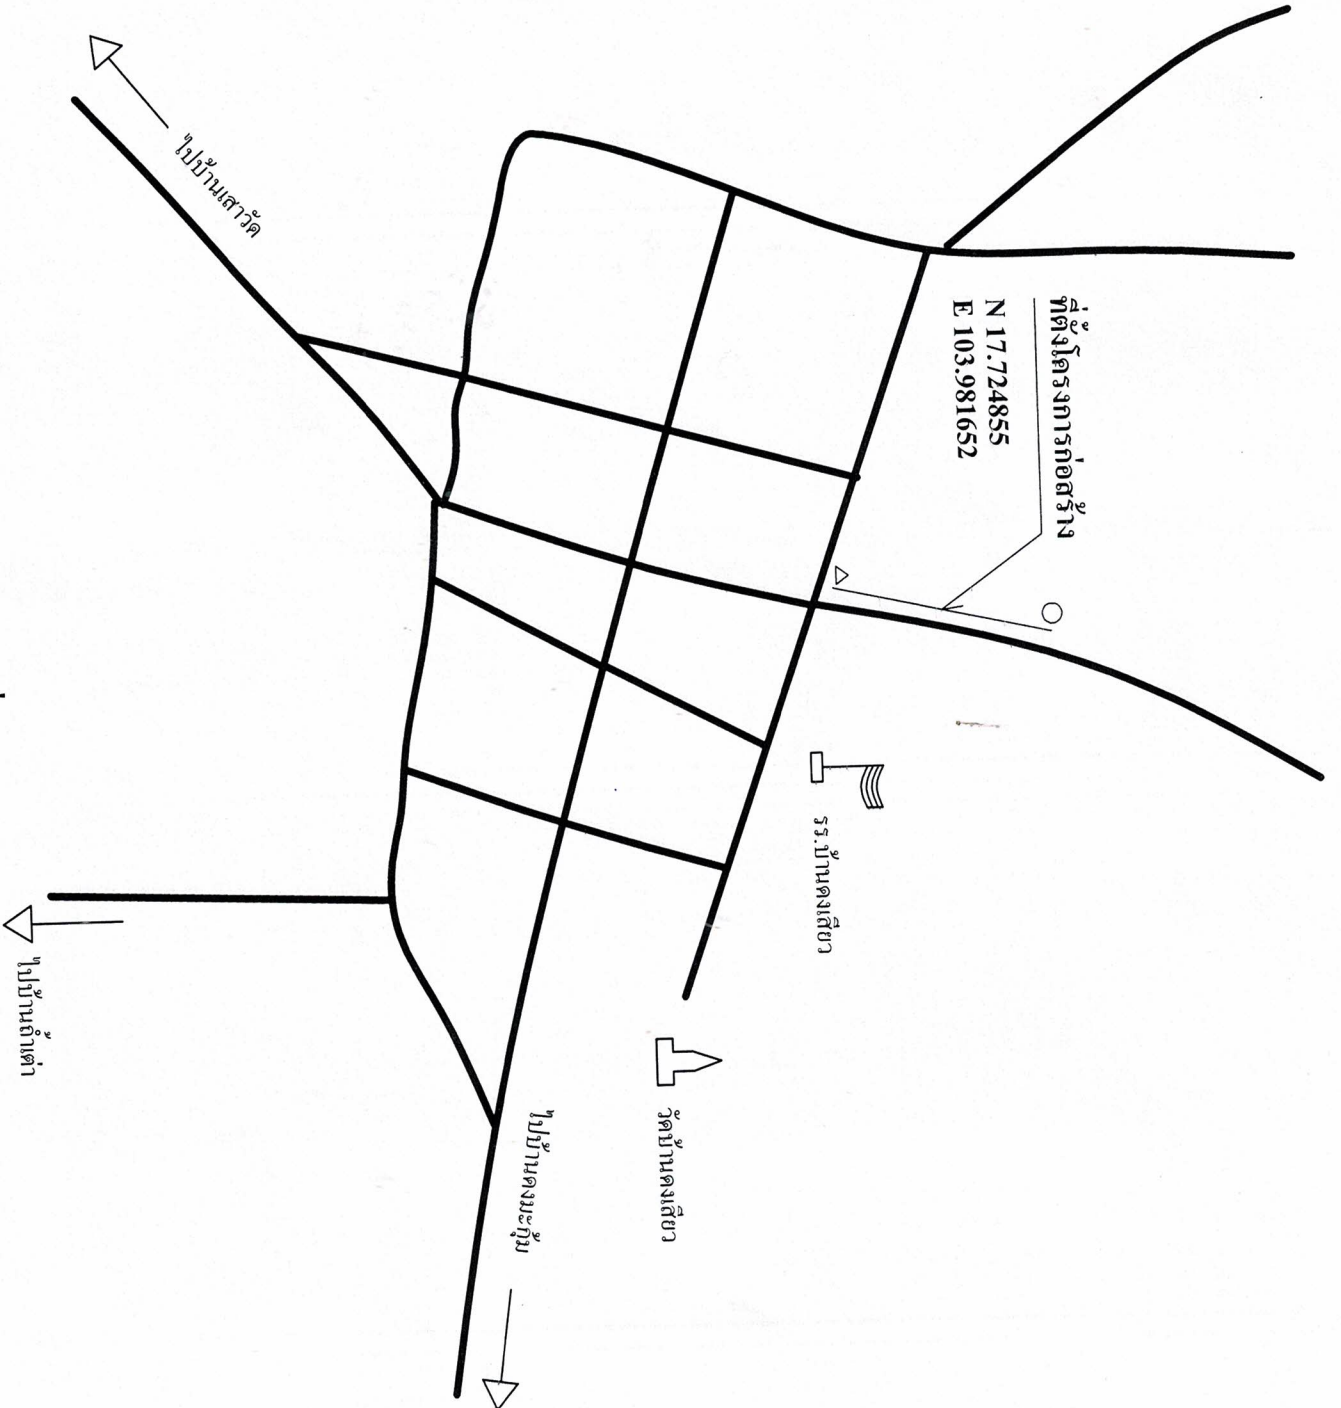 ที่ตั้งโครงการก่อสร้าง
N 17.724855
E 103.981652
รร.บ้านดงเสียว
วัดบ้านดงเสียว
ไปบ้านดงมะกุ้ม
ไปบ้านเสาวัด
ไปบ้านถ้ำเต่า